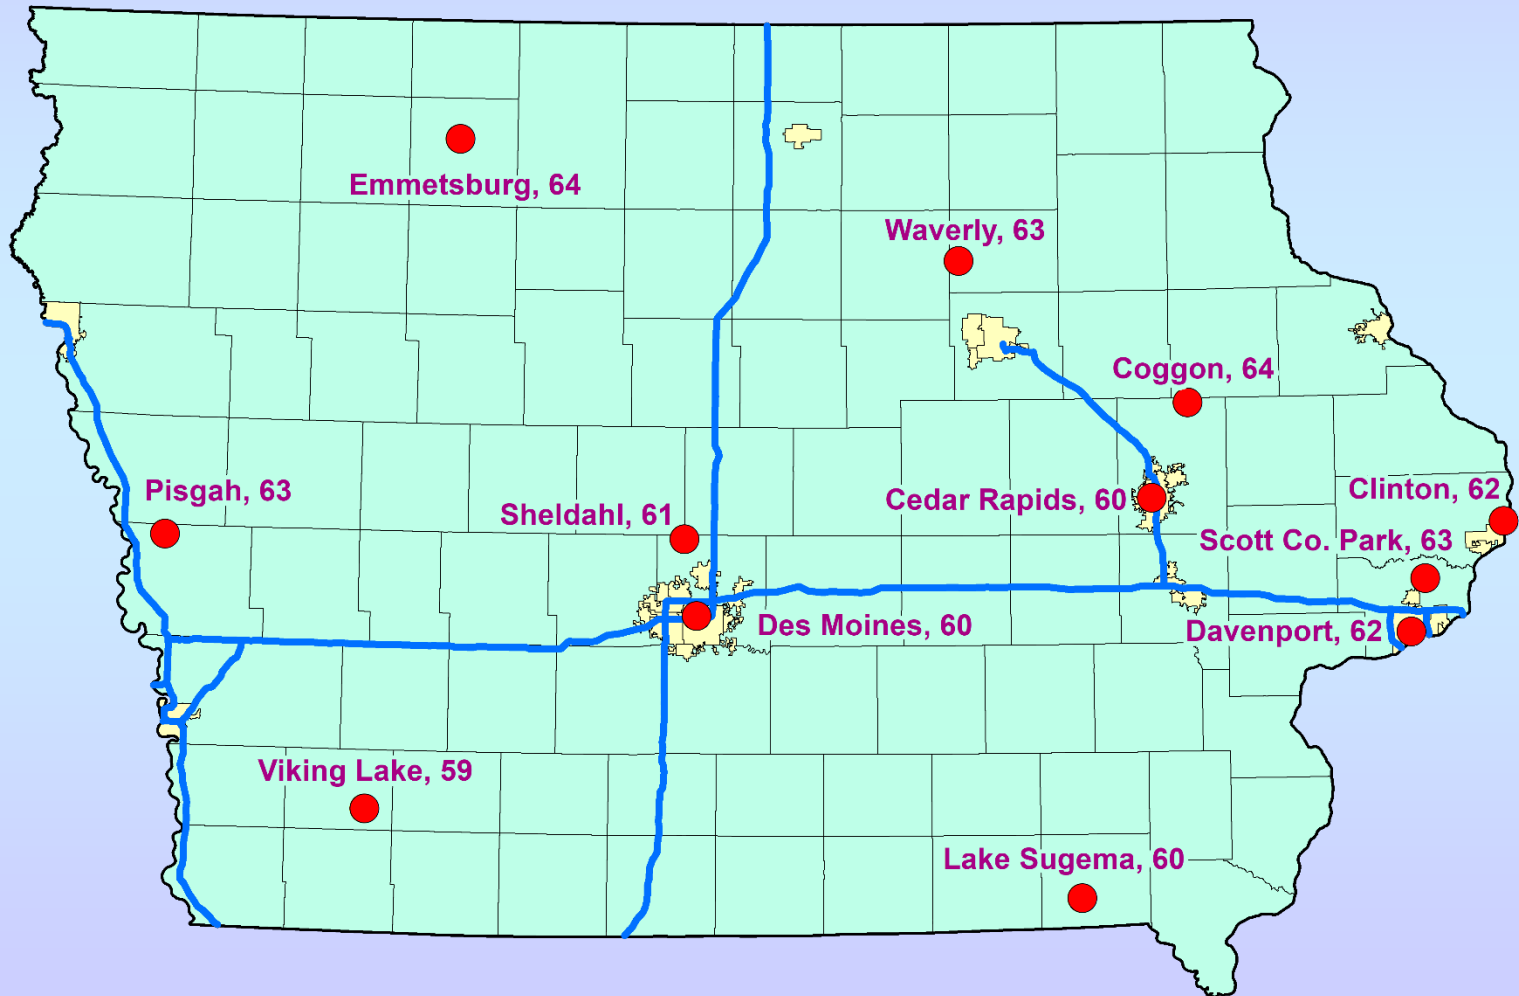 Emmetsburg, 64
Waverly, 63
Coggon, 64
Pisgah, 63
Clinton, 62
Cedar Rapids, 60
Sheldahl, 61
Scott Co. Park, 63
Des Moines, 60
Davenport, 62
Viking Lake, 59
Lake Sugema, 60